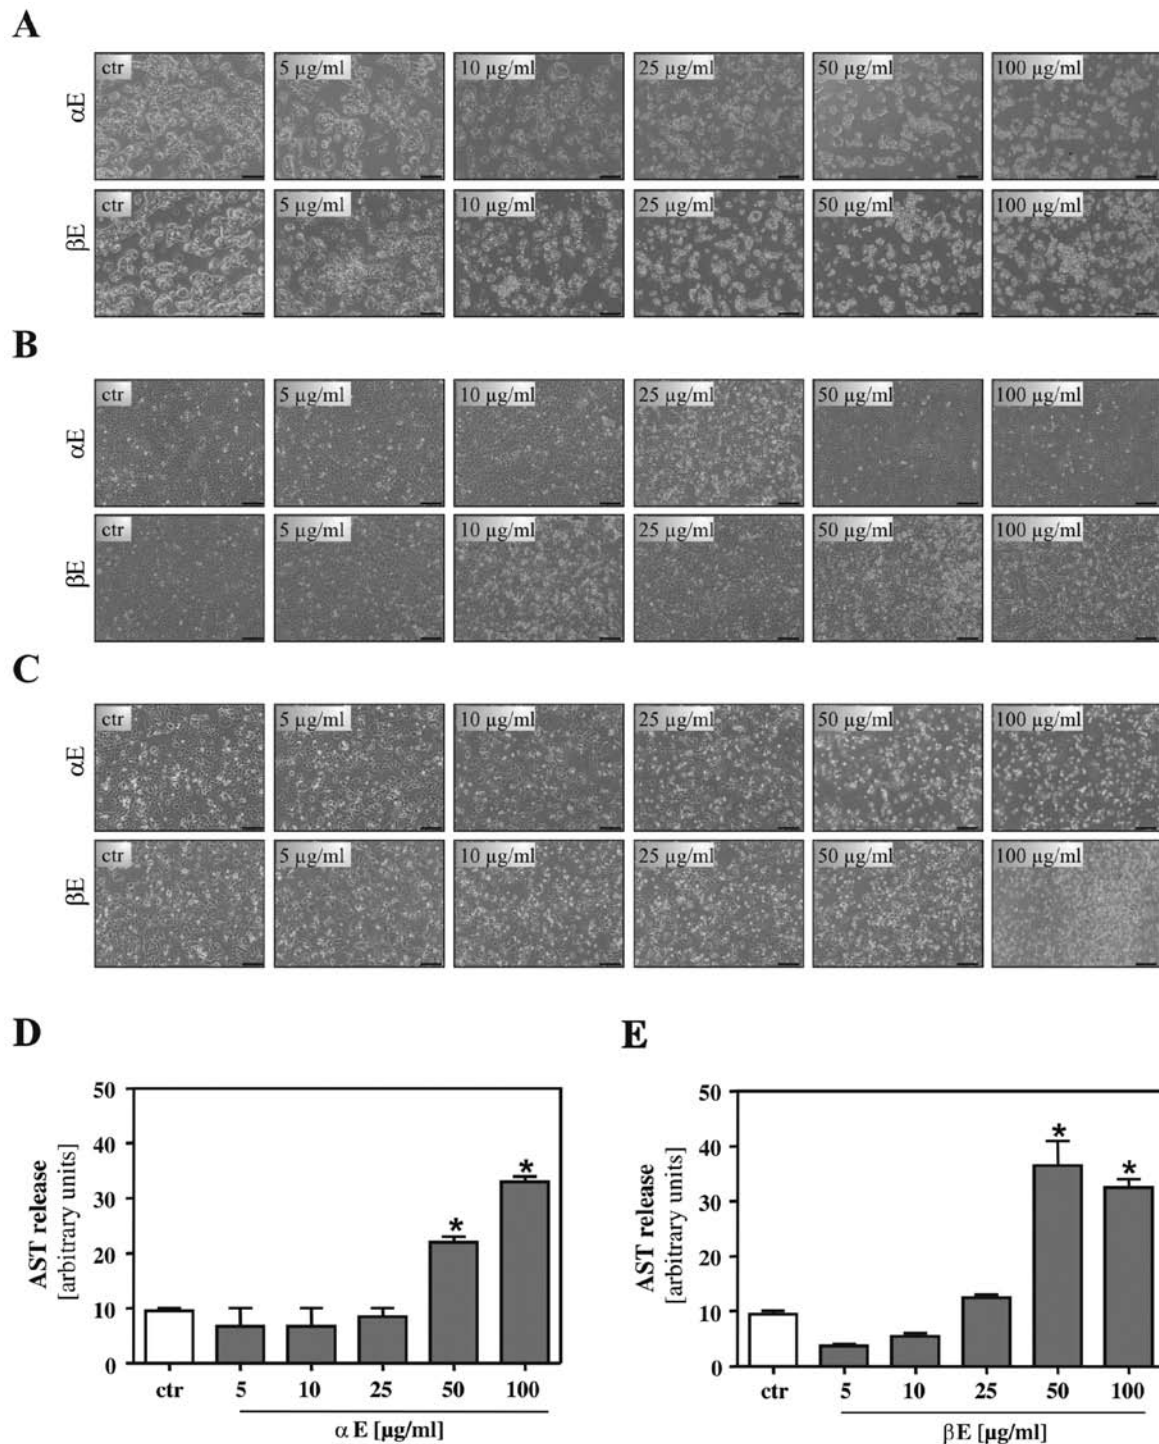 A
αE
ctr 5 µg/ml 10 µg/ml 25 µg/ml 50 µg/ml 100 µg/ml
βE
ctr 5 µg/ml 10 µg/ml 25 µg/ml 50 µg/ml 100 µg/ml
B
αE
ctr 5 µg/ml 10 µg/ml 25 µg/ml 50 µg/ml 100 µg/ml
βE
ctr 5 µg/ml 10 µg/ml 25 µg/ml 50 µg/ml 100 µg/ml
C
αE
ctr 5 µg/ml 10 µg/ml 25 µg/ml 50 µg/ml 100 µg/ml
βE
ctr 5 µg/ml 10 µg/ml 25 µg/ml 50 µg/ml 100 µg/ml
D
AST release
[arbitrary units]
50
40
30
20
10
0
*
*
ctr 5 10 25 50 100
αE [µg/ml]
E
AST release
[arbitrary units]
50
40
30
20
10
0
*
*
ctr 5 10 25 50 100
βE [µg/ml]